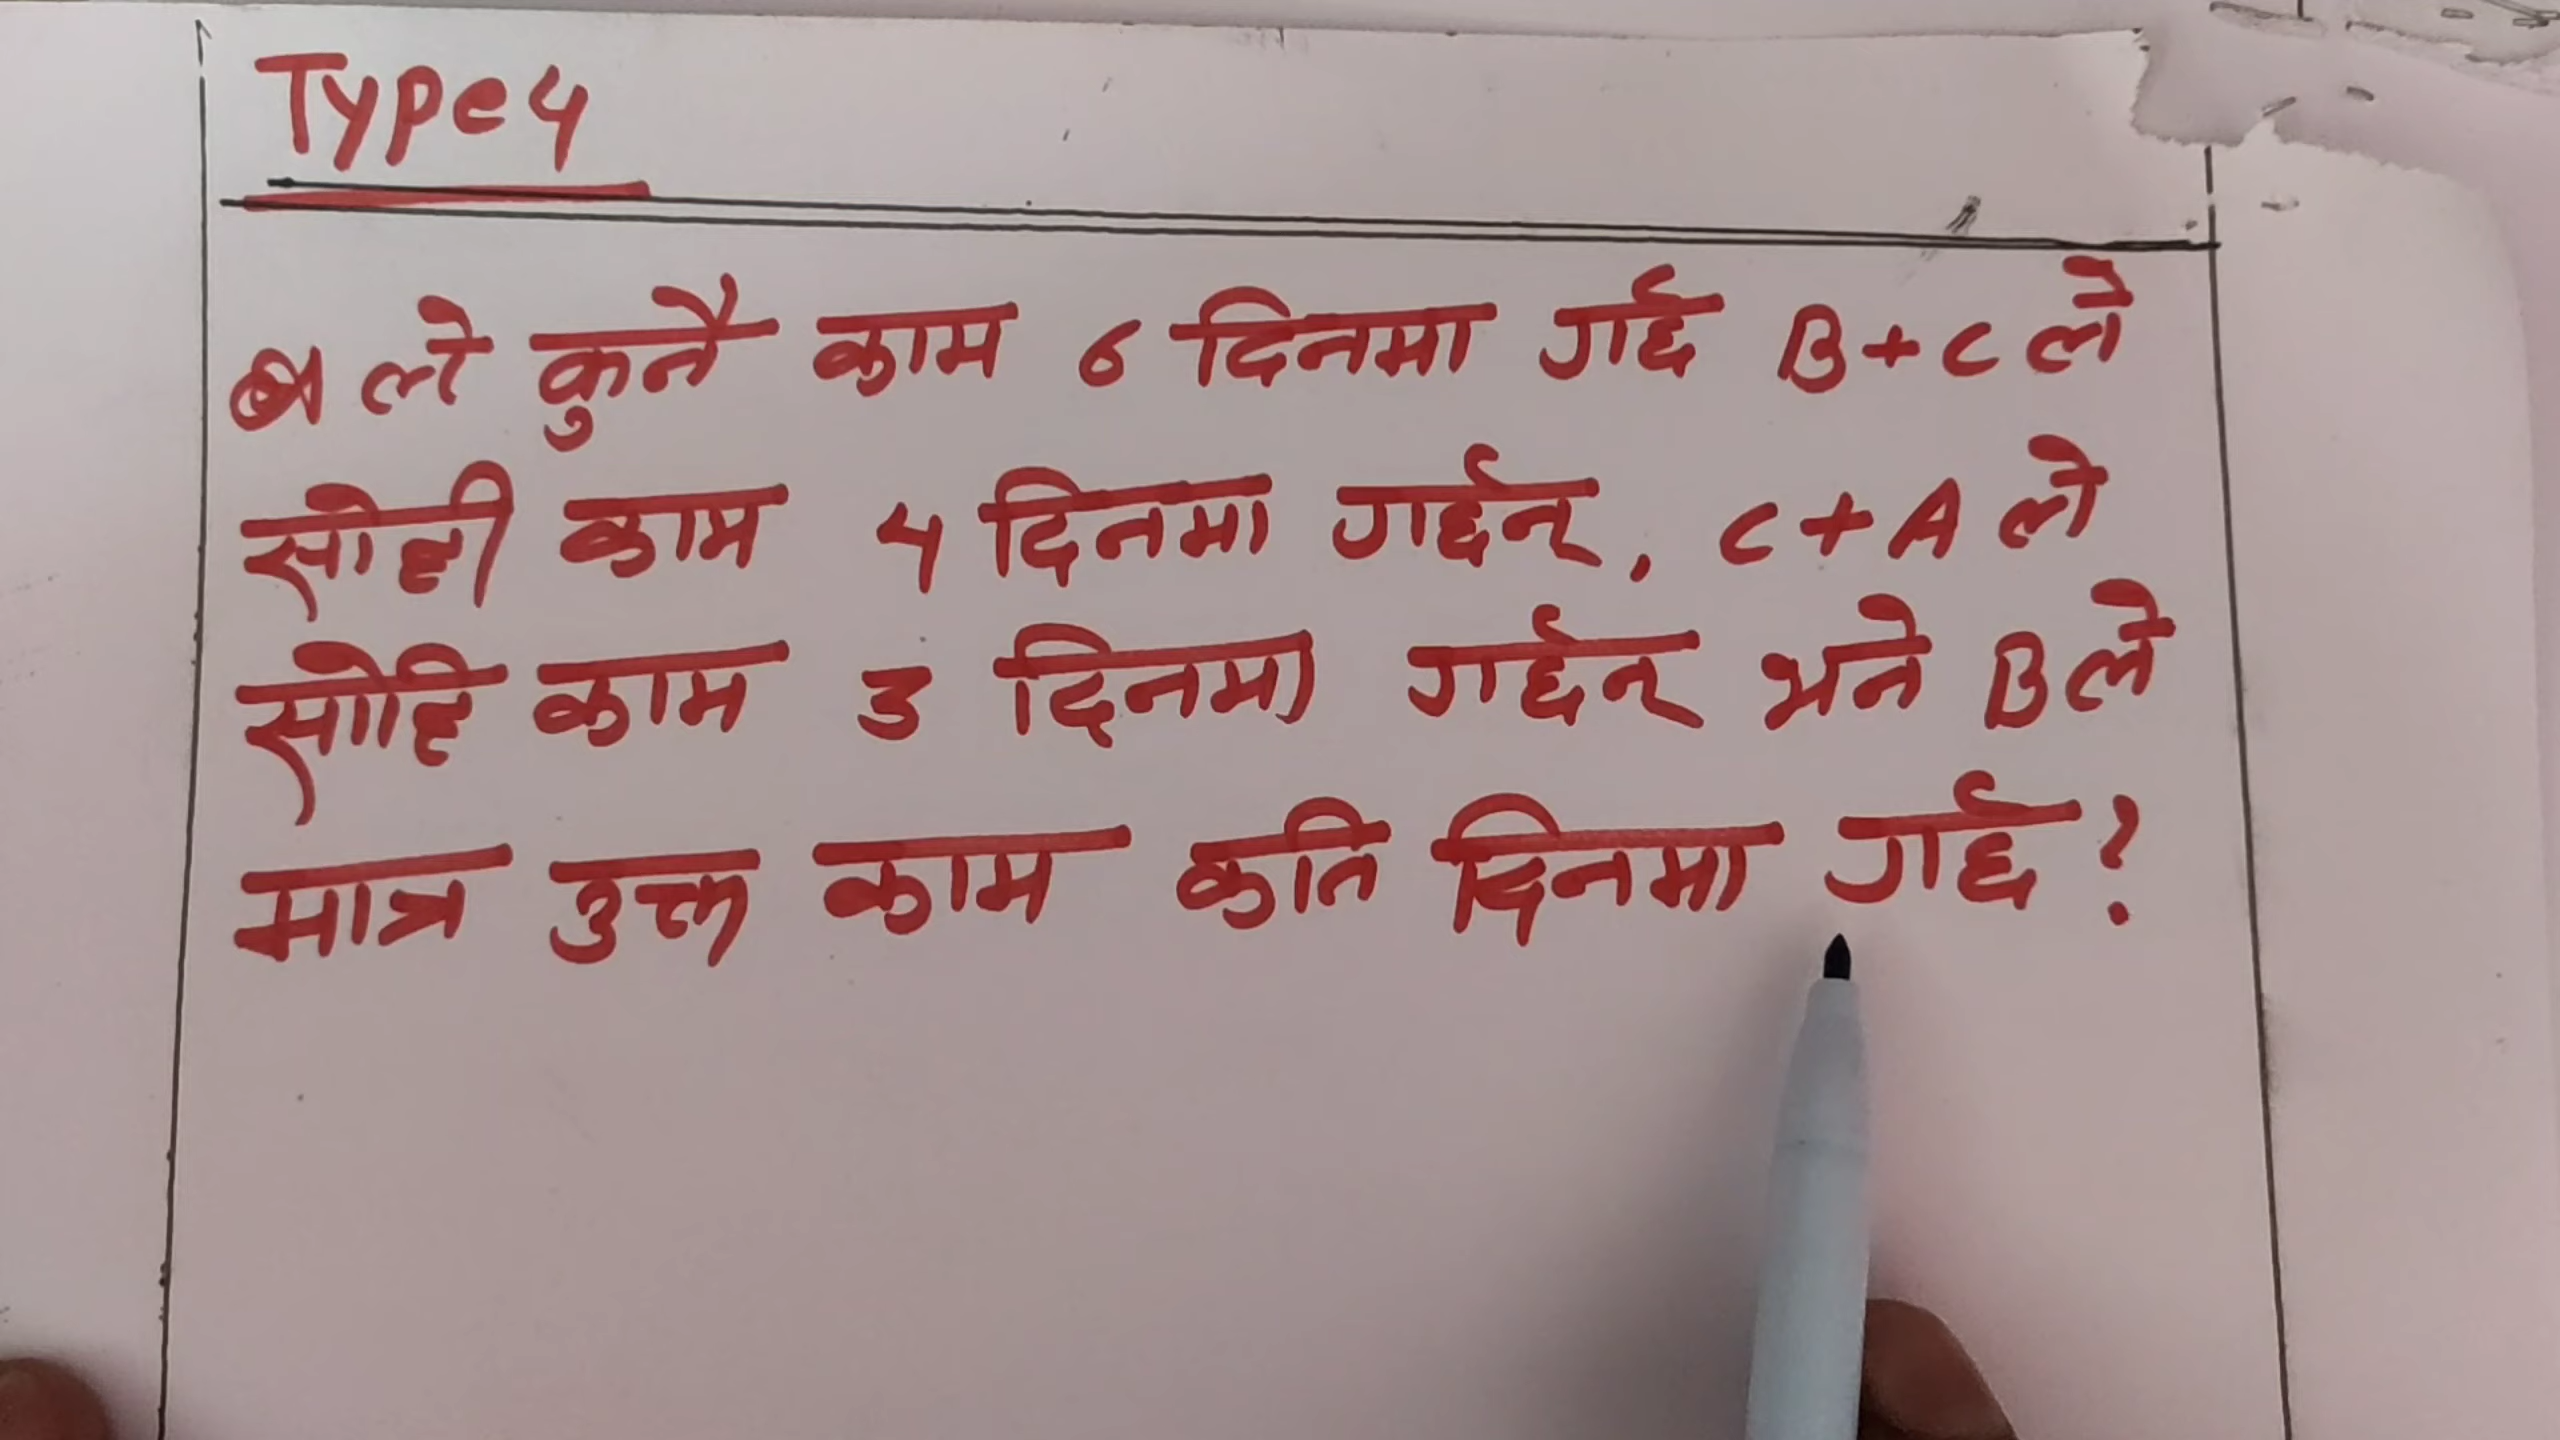 Type 4
A ले कुनै काम 6 दिनमा गर्छ B+C ले
सोही काम 4 दिनमा गर्छन्, C+A ले
सोहि काम 3 दिनमा गर्छन् भने B ले
मात्र उक्त काम कति दिनमा गर्छ?